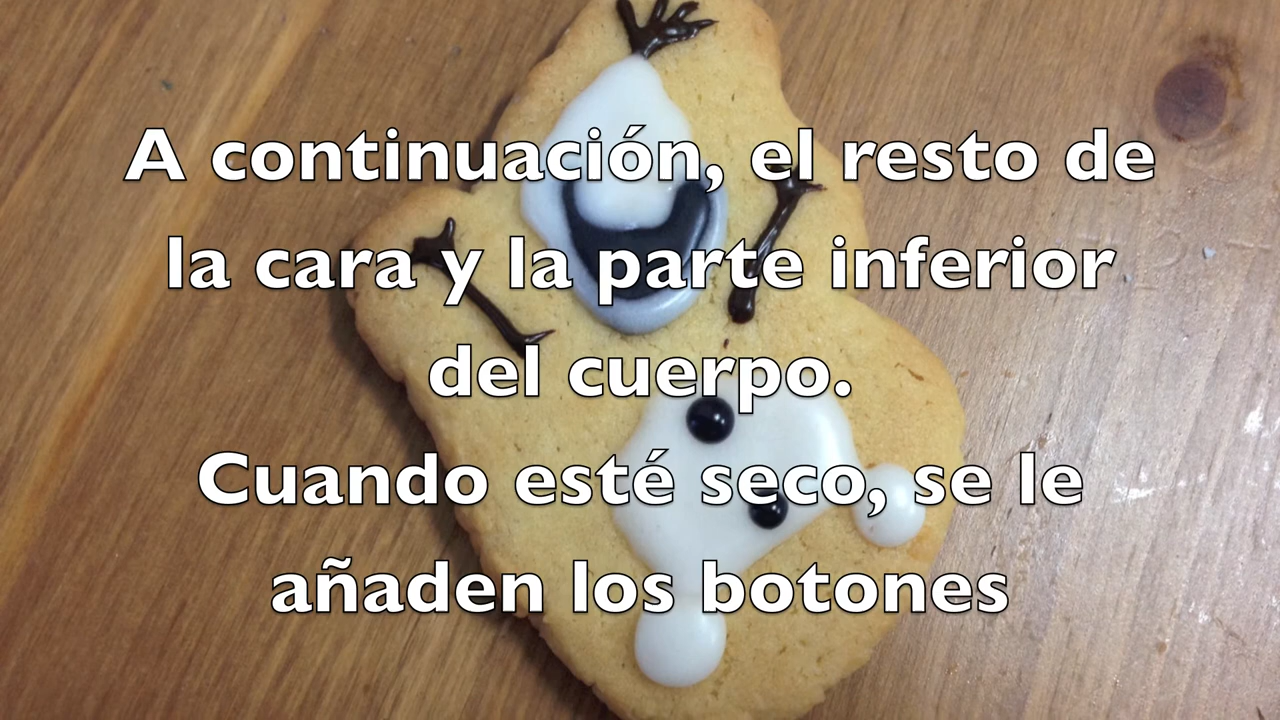 A continuación, el resto de
la cara y la parte inferior
del cuerpo.
Cuando esté seco, se le
añaden los botones